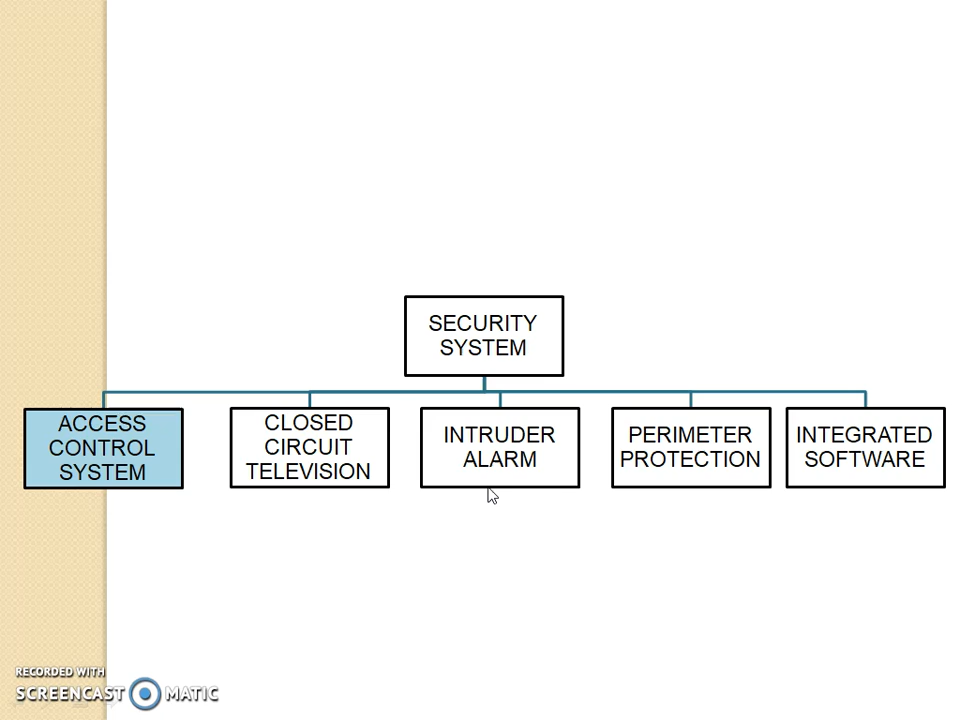 SECURITY
SYSTEM
ACCESS
CONTROL
SYSTEM
CLOSED
CIRCUIT
TELEVISION
INTRUDER
ALARM
PERIMETER
PROTECTION
INTEGRATED
SOFTWARE
RECORDED WITH
SCREENCAST MATIC